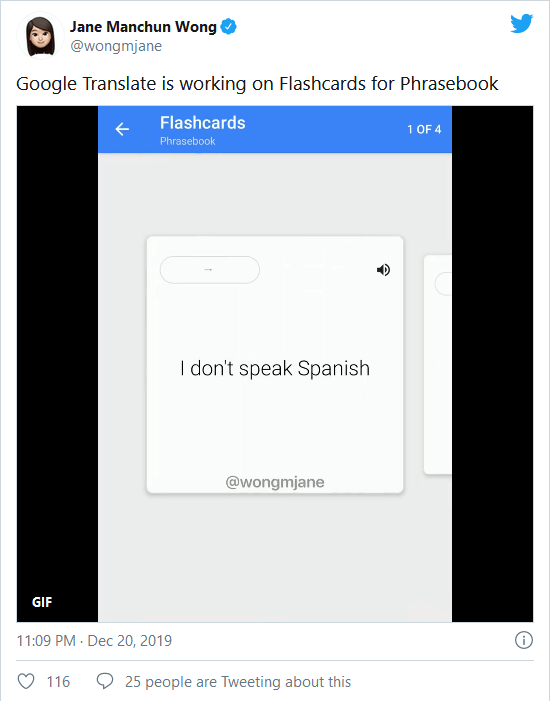 Jane Manchun Wong
@wongmjane
Google Translate is working on Flashcards for Phrasebook
← Flashcards
Phrasebook
1 OF 4
→
I don't speak Spanish
@wongmjane
GIF
11:09 PM · Dec 20, 2019
116
25 people are Tweeting about this